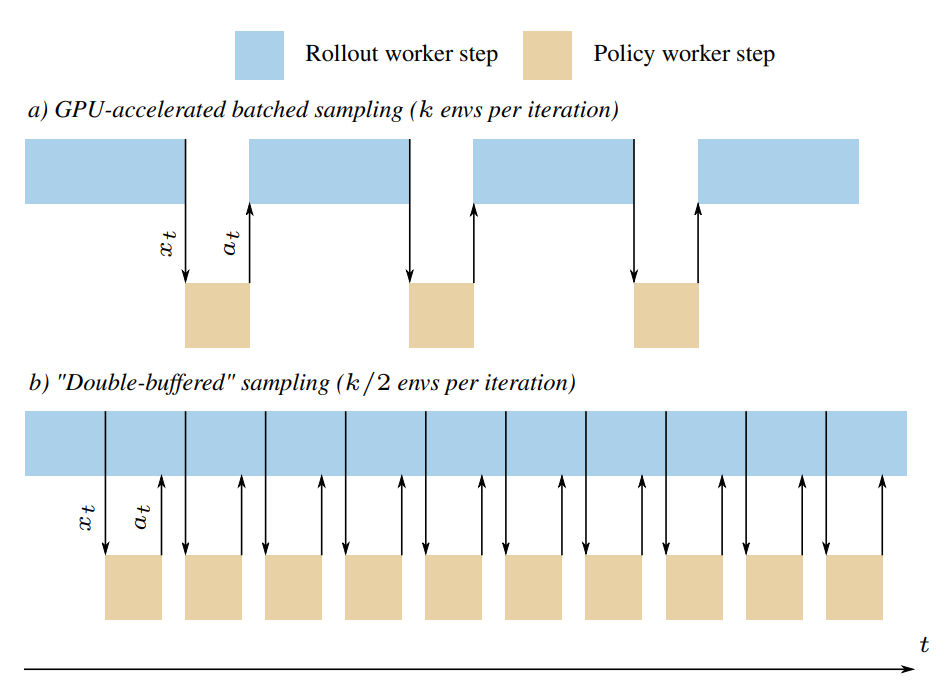 Rollout worker step Policy worker step
a) GPU-accelerated batched sampling (k envs per iteration)
x_t a_t
b) "Double-buffered" sampling (k/2 envs per iteration)
x_t a_t
t